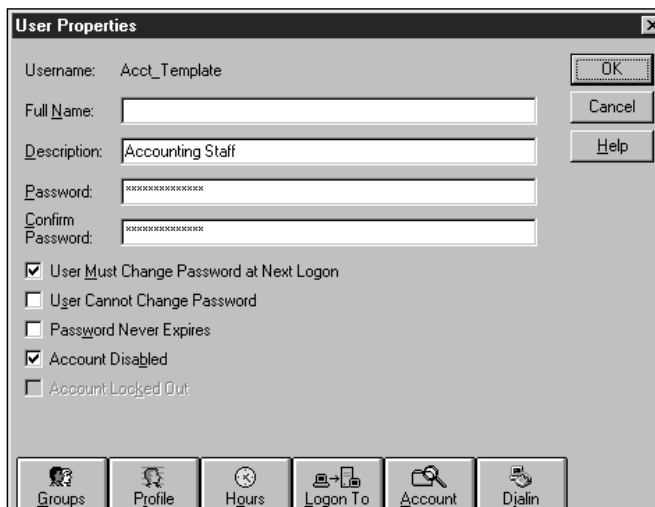 User Properties
Username: Acct_Template
OK
Full Name:
Cancel
Description: Accounting Staff
Help
Password: **************
Confirm
Password: **************
User Must Change Password at Next Logon
User Cannot Change Password
Password Never Expires
Account Disabled
Account Locked Out
Groups Profile Hours Logon To Account Dialin